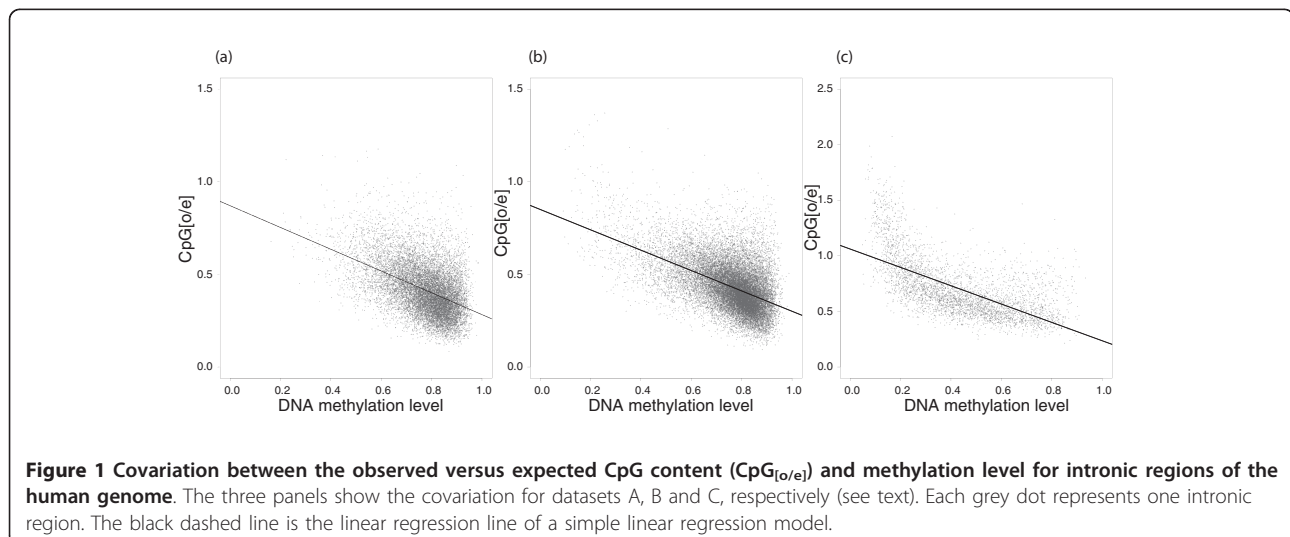 (a)
(b)
(c)
1.5
1.0
0.5
0.0
CpG[o/e]
0.0 0.2 0.4 0.6 0.8 1.0
DNA methylation level
1.5
1.0
0.5
0.0
CpG[o/e]
0.0 0.2 0.4 0.6 0.8 1.0
DNA methylation level
2.5
2.0
1.5
1.0
0.5
0.0
CpG[o/e]
0.0 0.2 0.4 0.6 0.8 1.0
DNA methylation level
Figure 1 Covariation between the observed versus expected CpG content (CpG[o/e]) and methylation level for intronic regions of the
human genome. The three panels show the covariation for datasets A, B and C, respectively (see text). Each grey dot represents one intronic
region. The black dashed line is the linear regression line of a simple linear regression model.